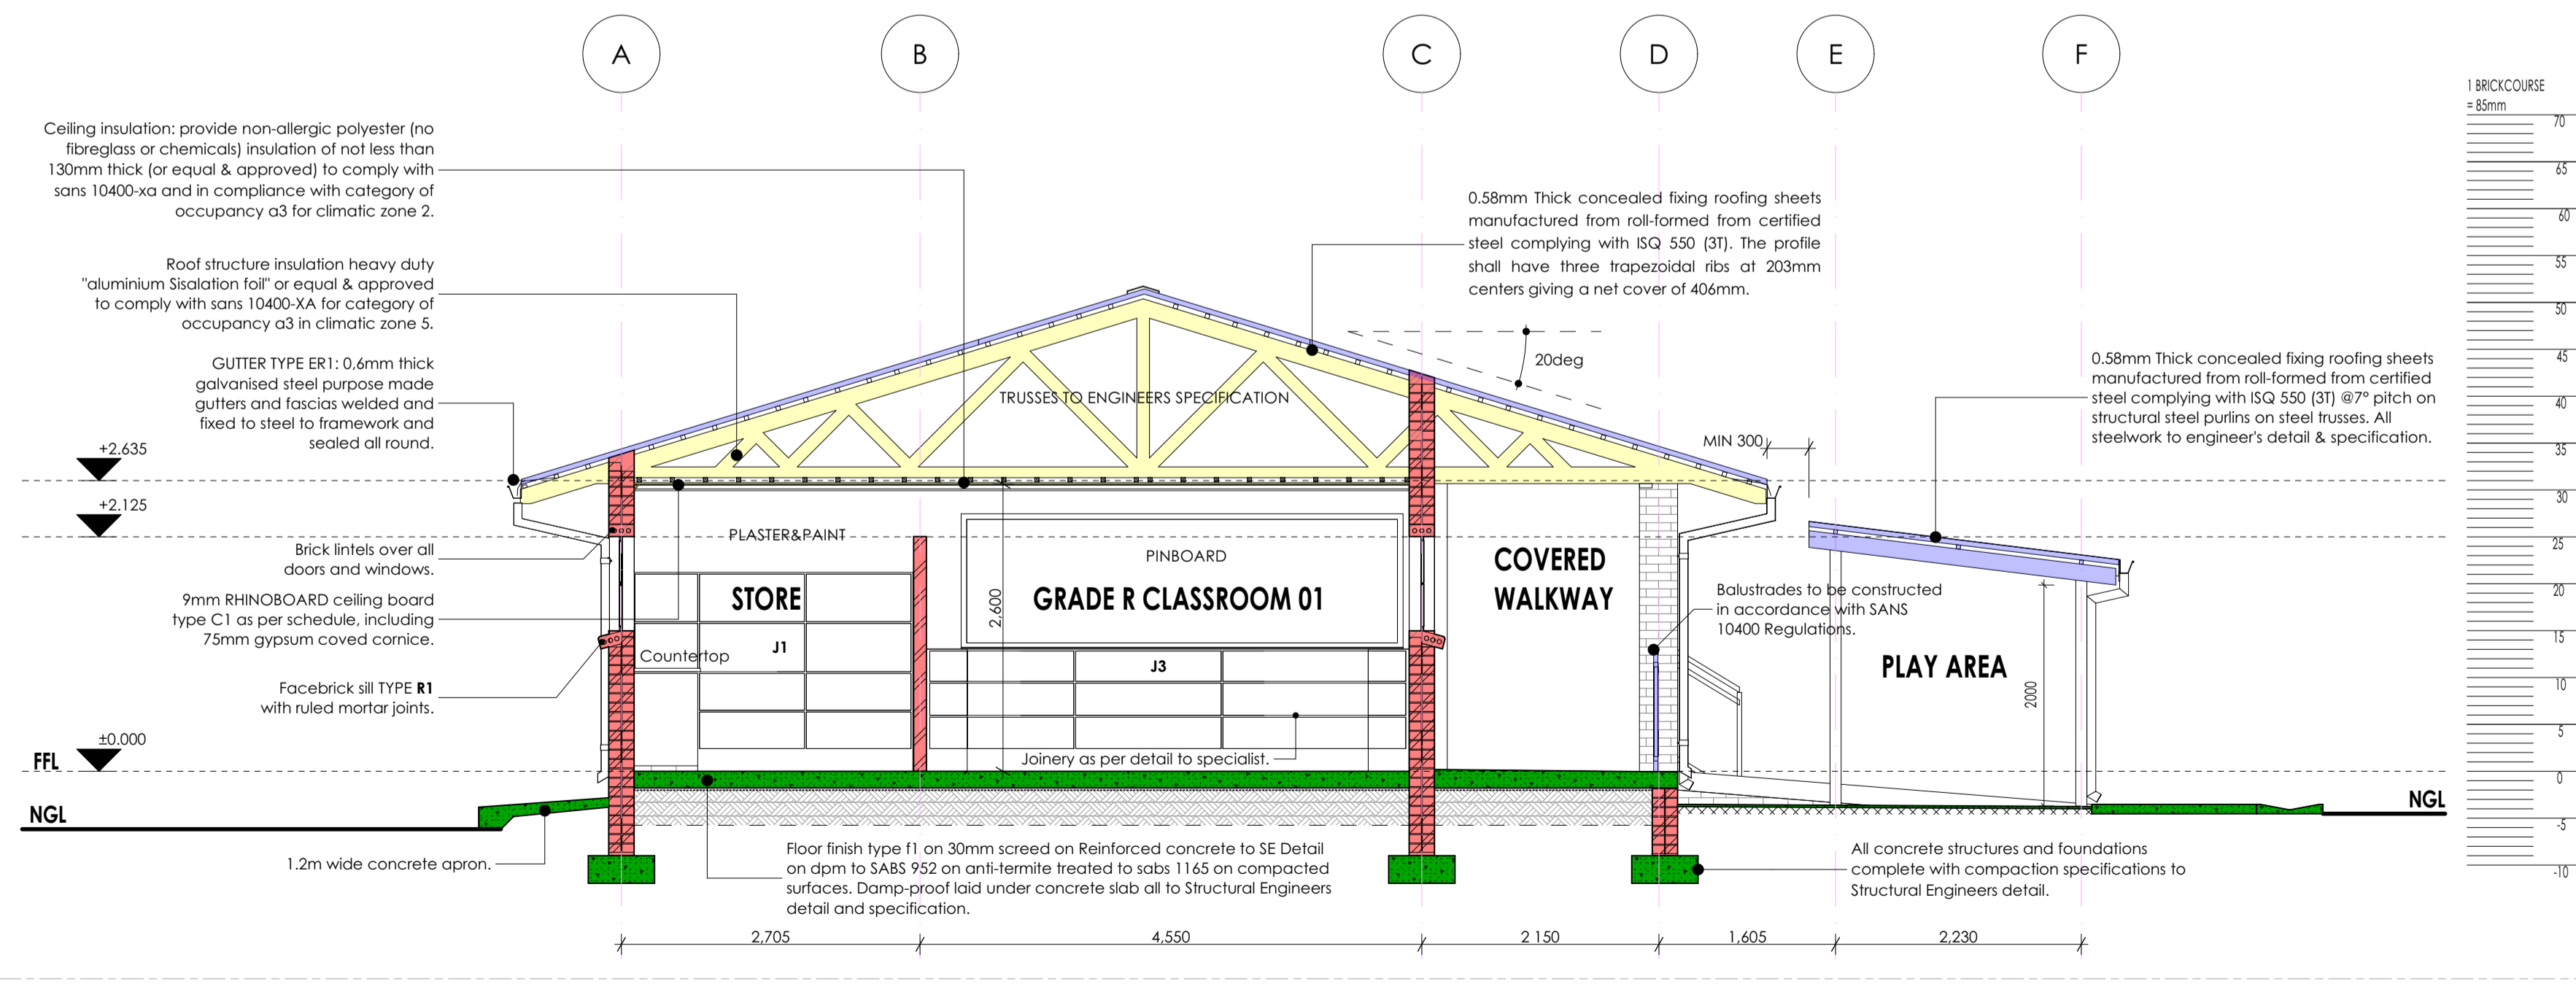 A
B
C
D
E
F
1 BRICKCOURSE
= 85mm
70
65
60
55
50
45
40
35
30
25
20
15
10
5
0
-5
-10
Ceiling insulation: provide non-allergic polyester (no
fibreglass or chemicals) insulation of not less than
130mm thick (or equal & approved) to comply with
sans 10400-xa and in compliance with category of
occupancy a3 for climatic zone 2.
Roof structure insulation heavy duty
"aluminium Sisalation foil" or equal & approved
to comply with sans 10400-XA for category of
occupancy a3 in climatic zone 5.
GUTTER TYPE ER1: 0,6mm thick
galvanised steel purpose made
gutters and fascias welded and
fixed to steel to framework and
sealed all round.
+2.635
+2.125
Brick lintels over all
doors and windows.
9mm RHINOBOARD ceiling board
type C1 as per schedule, including
75mm gypsum coved cornice.
Facebrick sill TYPE R1
with ruled mortar joints.
±0.000
FFL
NGL
1.2m wide concrete apron.
0.58mm Thick concealed fixing roofing sheets
manufactured from roll-formed from certified
steel complying with ISQ 550 (3T). The profile
shall have three trapezoidal ribs at 203mm
centers giving a net cover of 406mm.
20deg
TRUSSES TO ENGINEERS SPECIFICATION
MIN 300
0.58mm Thick concealed fixing roofing sheets
manufactured from roll-formed from certified
steel complying with ISQ 550 (3T) @7° pitch on
structural steel purlins on steel trusses. All
steelwork to engineer's detail & specification.
PLASTER&PAINT
STORE
J1
Countertop
2,600
PINBOARD
GRADE R CLASSROOM 01
J3
Joinery as per detail to specialist.
COVERED
WALKWAY
Balustrades to be constructed
in accordance with SANS
10400 Regulations.
PLAY AREA
2000
NGL
Floor finish type f1 on 30mm screed on Reinforced concrete to SE Detail
on dpm to SABS 952 on anti-termite treated to sabs 1165 on compacted
surfaces. Damp-proof laid under concrete slab all to Structural Engineers
detail and specification.
All concrete structures and foundations
complete with compaction specifications to
Structural Engineers detail.
2,705
4,550
2 150
1,605
2,230